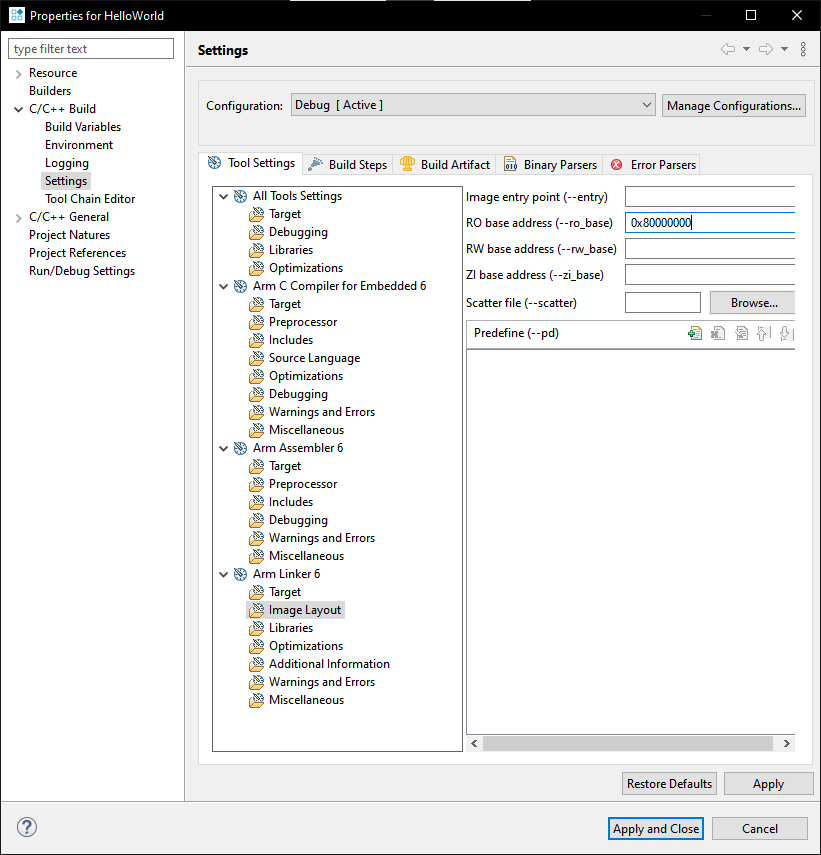 Properties for HelloWorld
type filter text
Resource
Builders
C/C++ Build
Build Variables
Environment
Logging
Settings
Tool Chain Editor
C/C++ General
Project Natures
Project References
Run/Debug Settings
Settings
Configuration:
Debug [ Active ]
Manage Configurations...
Tool Settings
Build Steps
Build Artifact
Binary Parsers
Error Parsers
All Tools Settings
Target
Debugging
Libraries
Optimizations
Arm C Compiler for Embedded 6
Target
Preprocessor
Includes
Source Language
Optimizations
Debugging
Warnings and Errors
Miscellaneous
Arm Assembler 6
Target
Preprocessor
Includes
Debugging
Warnings and Errors
Miscellaneous
Arm Linker 6
Target
Image Layout
Libraries
Optimizations
Additional Information
Warnings and Errors
Miscellaneous
Image entry point (--entry)
RO base address (--ro_base)
0x80000000
RW base address (--rw_base)
ZI base address (--zi_base)
Scatter file (--scatter)
Browse...
Predefine (--pd)
Restore Defaults
Apply
Apply and Close
Cancel